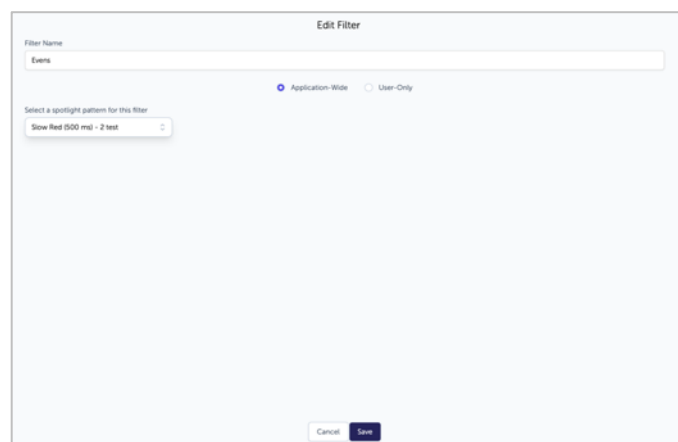 Edit Filter
Filter Name
Evens
Application-Wide User-Only
Select a spotlight pattern for this filter
Slow Red (500 ms) - 2 test
Cancel Save